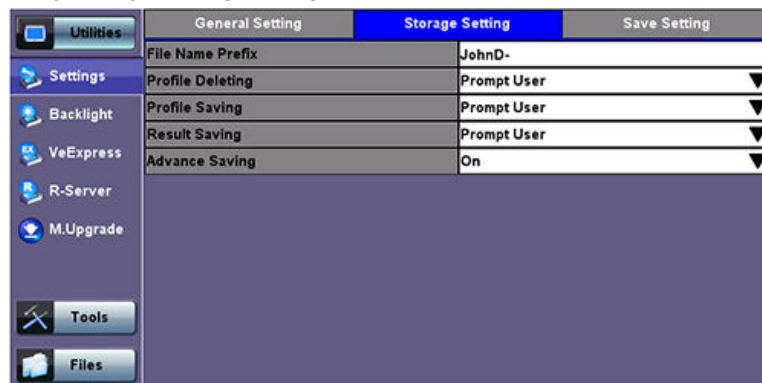 Utilities
General Setting Storage Setting Save Setting
File Name Prefix JohnD-
Settings
Profile Deleting Prompt User
Backlight
Profile Saving Prompt User
Result Saving Prompt User
VeExpress
Advance Saving On
R-Server
M.Upgrade
Tools
Files